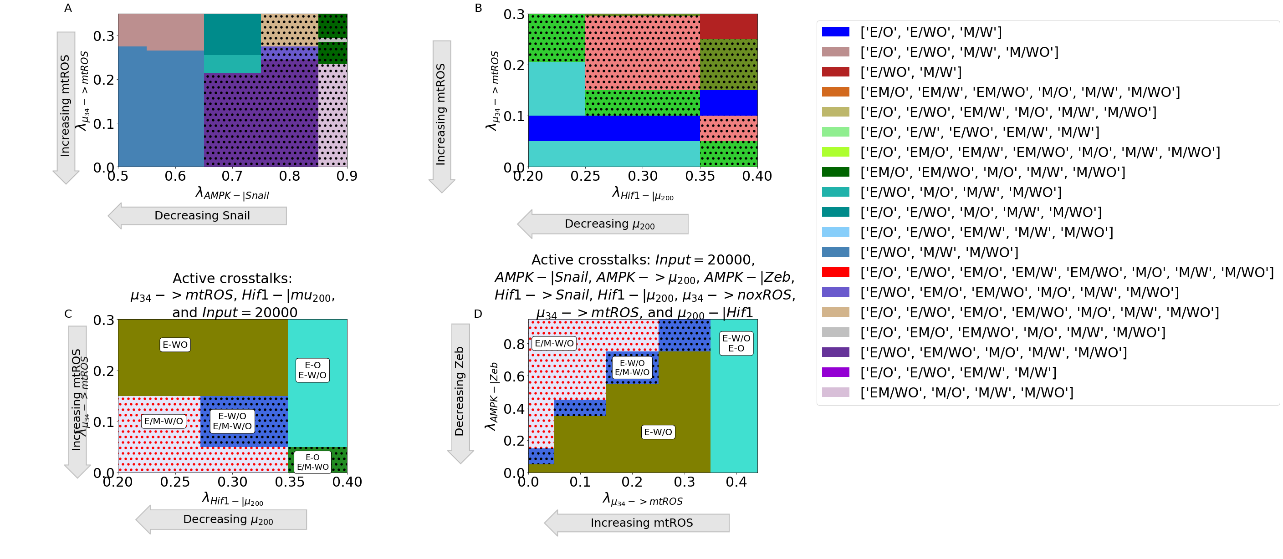 A
Increasing mtROS
λμ34−>mtROS
0.3
0.2
0.1
0.0
0.5
0.6
0.7
0.8
0.9
λAMPK−|Snail
Decreasing Snail
B
Increasing mtROS
λμ34−>mtROS
0.3
0.2
0.1
0.0
0.20
0.25
0.30
0.35
0.40
λHif1−|μ200
Decreasing μ200
['E/O', 'E/WO', 'M/W']
['E/O', 'E/WO', 'M/W', 'M/WO']
['E/WO', 'M/W']
['EM/O', 'EM/W', 'EM/WO', 'M/O', 'M/W', 'M/WO']
['E/O', 'E/WO', 'EM/W', 'M/O', 'M/W', 'M/WO']
['E/O', 'E/W', 'E/WO', 'EM/W', 'M/W']
['E/O', 'EM/O', 'EM/W', 'EM/WO', 'M/O', 'M/W', 'M/WO']
['EM/O', 'EM/WO', 'M/O', 'M/W', 'M/WO']
['E/WO', 'M/O', 'M/W', 'M/WO']
['E/O', 'E/WO', 'M/O', 'M/W', 'M/WO']
['E/O', 'E/WO', 'EM/W', 'M/W', 'M/WO']
['E/WO', 'M/W', 'M/WO']
['E/O', 'E/WO', 'EM/O', 'EM/W', 'EM/WO', 'M/O', 'M/W', 'M/WO']
['E/WO', 'EM/O', 'EM/WO', 'M/O', 'M/W', 'M/WO']
['E/O', 'E/WO', 'EM/O', 'EM/WO', 'M/O', 'M/W', 'M/WO']
['E/O', 'EM/O', 'EM/WO', 'M/O', 'M/W', 'M/WO']
['E/WO', 'EM/WO', 'M/O', 'M/W', 'M/WO']
['E/O', 'E/WO', 'EM/W', 'M/W']
['EM/WO', 'M/O', 'M/W', 'M/WO']
Active crosstalks:
μ34−>mtROS, Hif1−|mu200,
and Input = 20000
C
Increasing mtROS
λμ34−>mtROS
0.3
0.2
0.1
0.0
E-WO
E-O
E-W/O
E/M-W/O
E-W/O
E/M-W/O
E-O
E/M-WO
0.20
0.25
0.30
0.35
0.40
λHif1−|μ200
Decreasing μ200
Active crosstalks: Input = 20000,
AMPK−|Snail, AMPK−>μ200, AMPK−|Zeb,
Hif1−>Snail, Hif1−|μ200, μ34−>noxROS,
μ34−>mtROS, and μ200−|Hif1
D
Decreasing Zeb
λAMPK−|Zeb
0.8
0.6
0.4
0.2
0.0
E/M-W/O
E-W/O
E/M-W/O
E-W/O
E-O
E-W/O
0.0
0.1
0.2
0.3
0.4
λμ34−>mtROS
Increasing mtROS